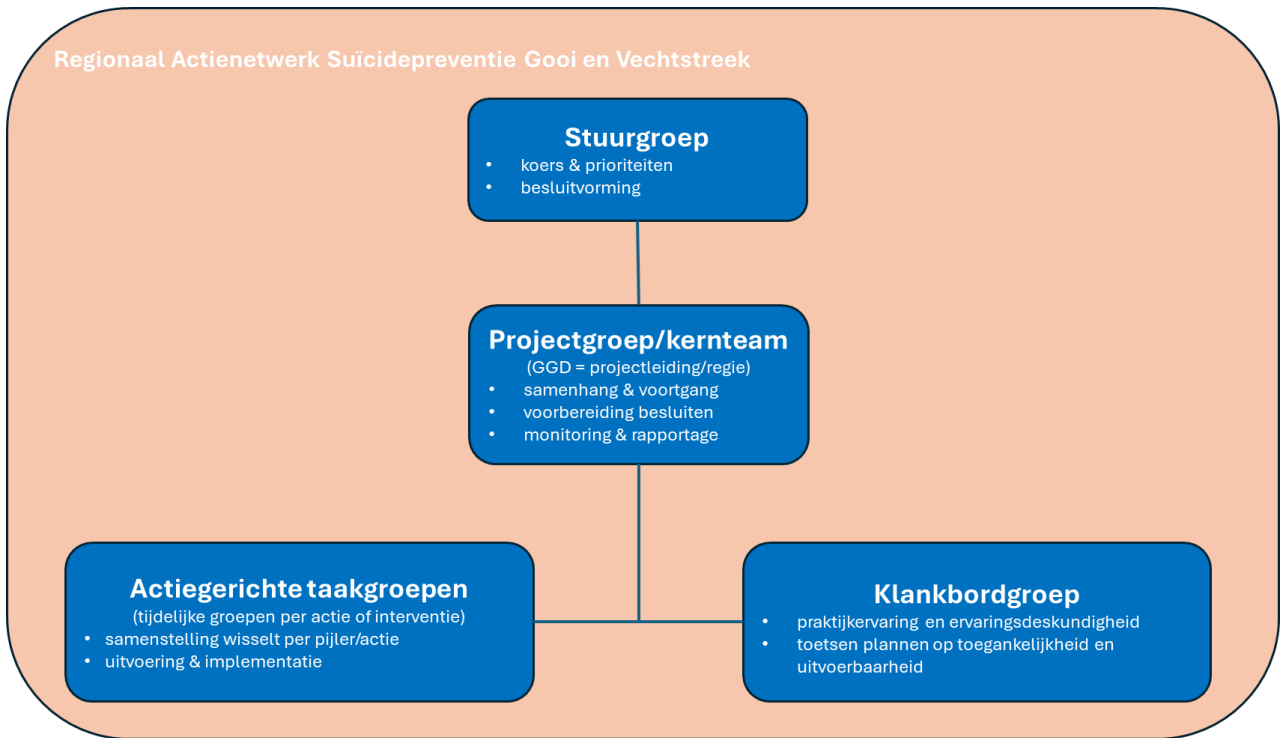 Regionaal Actienetwerk Suïcidepreventie Gooi en Vechtstreek
Stuurgroep
• koers & prioriteiten
• besluitvorming
Projectgroep/kernteam
(GGD = projectleiding/regie)
• samenhang & voortgang
• voorbereiding besluiten
• monitoring & rapportage
Actiegerichte taakgroepen
(tijdelijke groepen per actie of interventie)
• samenstelling wisselt per pijler/actie
• uitvoering & implementatie
Klankbordgroep
• praktijkervaring en ervaringsdeskundigheid
• toetsen plannen op toegankelijkheid en
uitvoerbaarheid